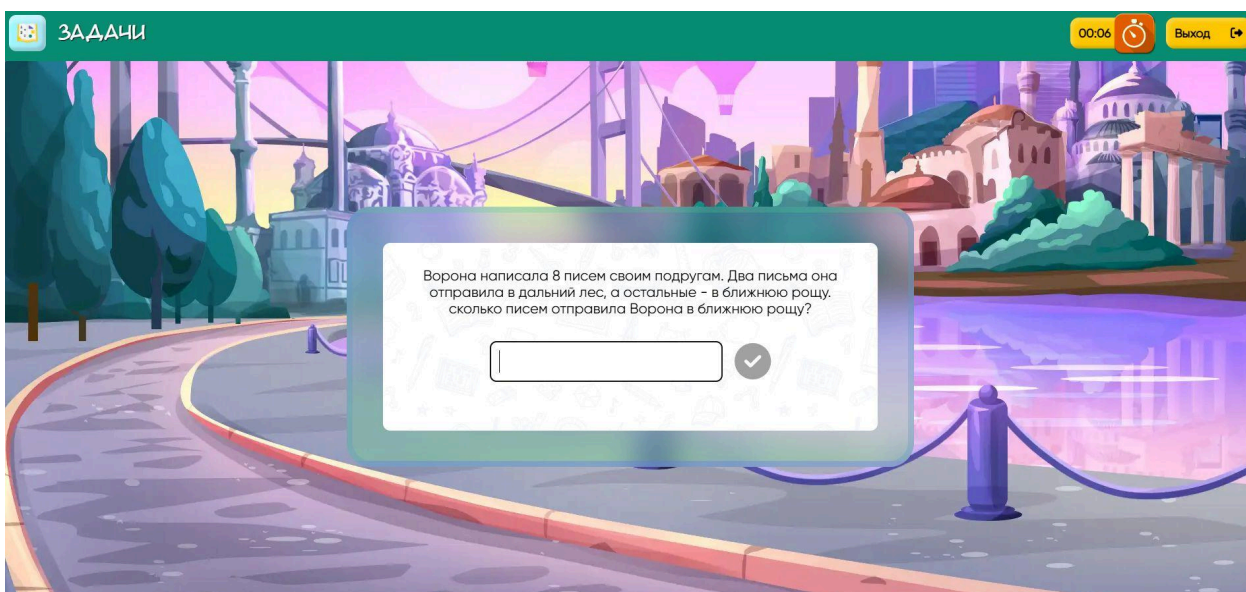 ЗАДАЧИ
00:06
Выход
Ворона написала 8 писем своим подругам. Два письма она
отправила в дальний лес, а остальные - в ближнюю рощу.
сколько писем отправила Ворона в ближнюю рощу?